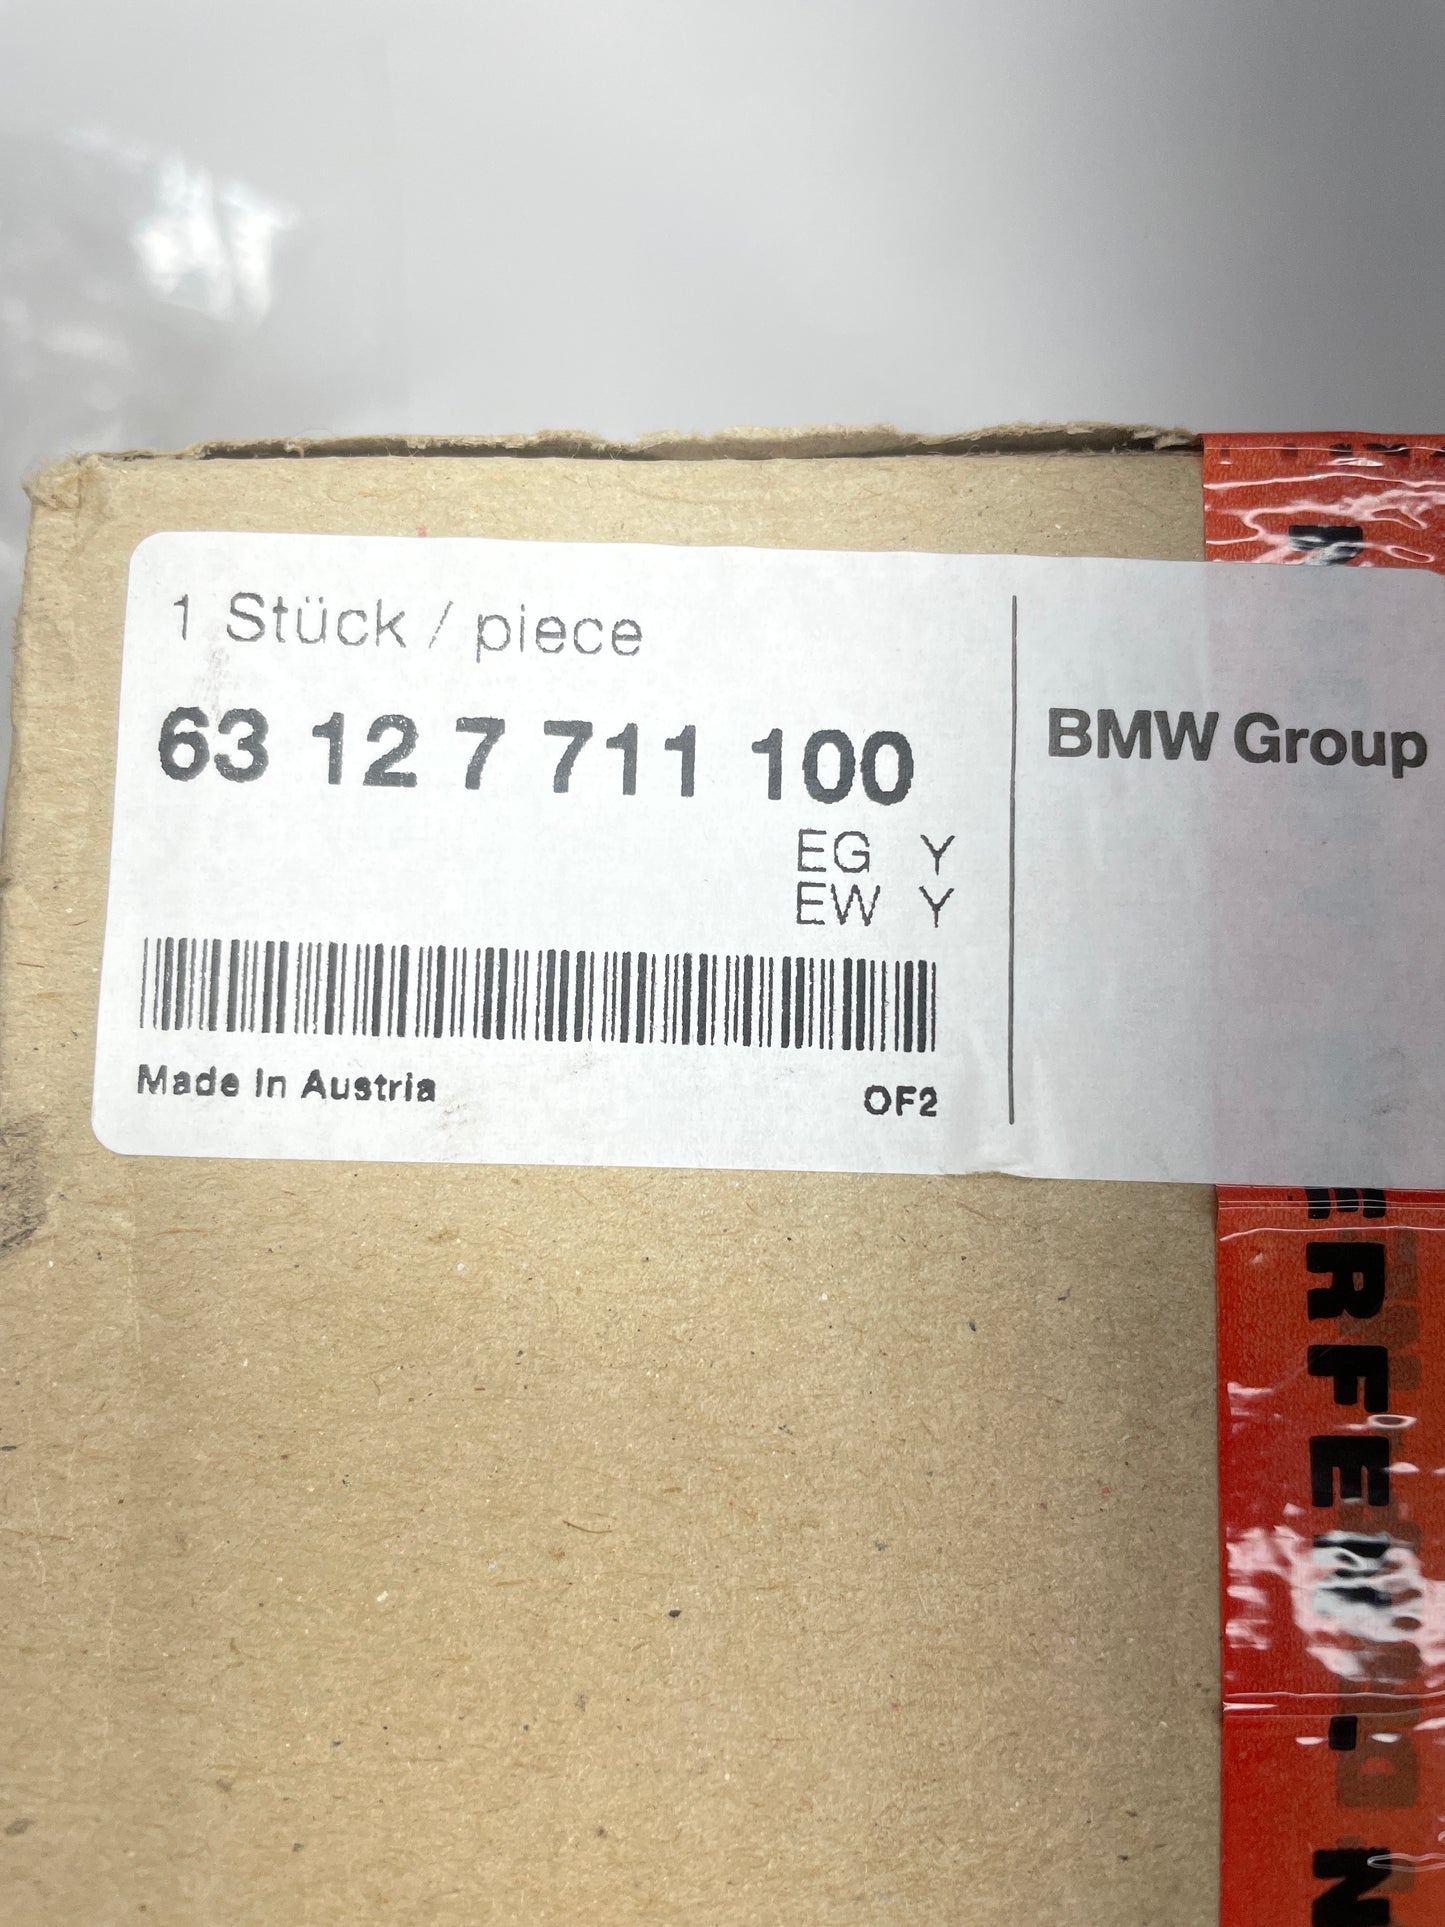 1 Stück / piece
63 12 7 711 100
EG Y
EW Y
Made In Austria
OF2
BMW Group